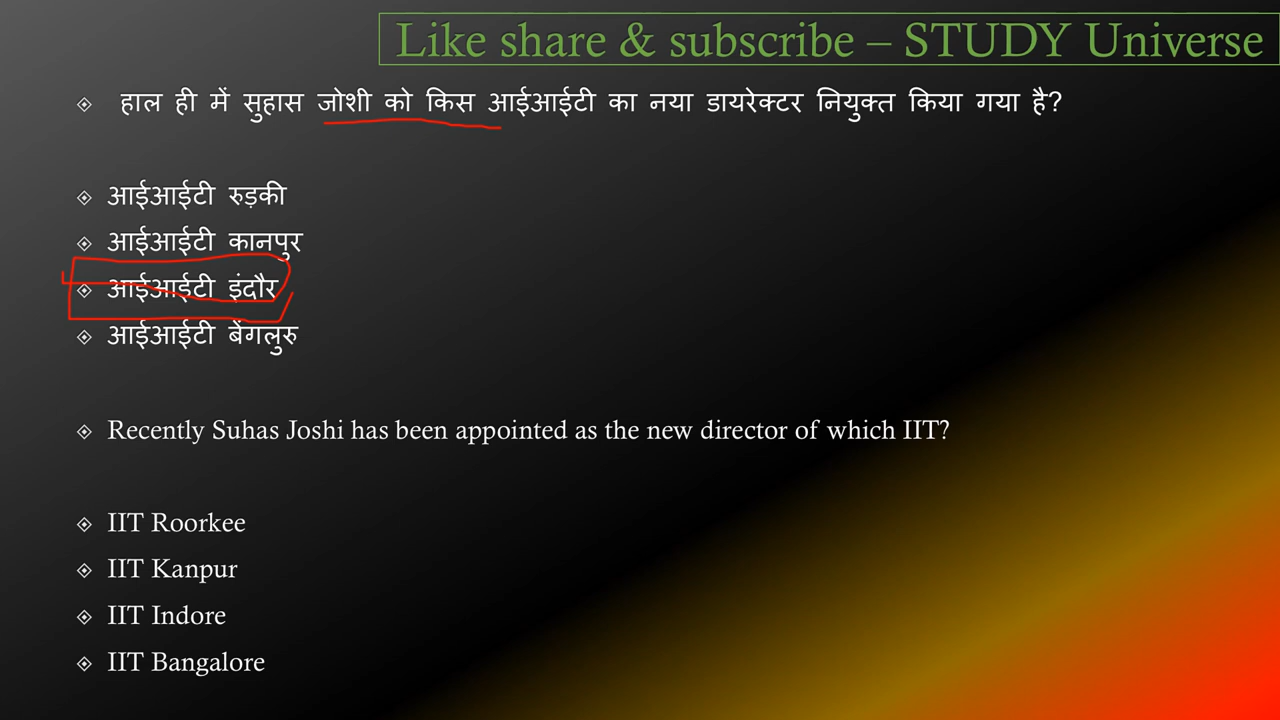 Like share & subscribe – STUDY Universe
हाल ही में सुहास जोशी को किस आईआईटी का नया डायरेक्टर नियुक्त किया गया है?
आईआईटी रुड़की
आईआईटी कानपुर
आईआईटी इंदौर
आईआईटी बेंगलुरु
Recently Suhas Joshi has been appointed as the new director of which IIT?
IIT Roorkee
IIT Kanpur
IIT Indore
IIT Bangalore